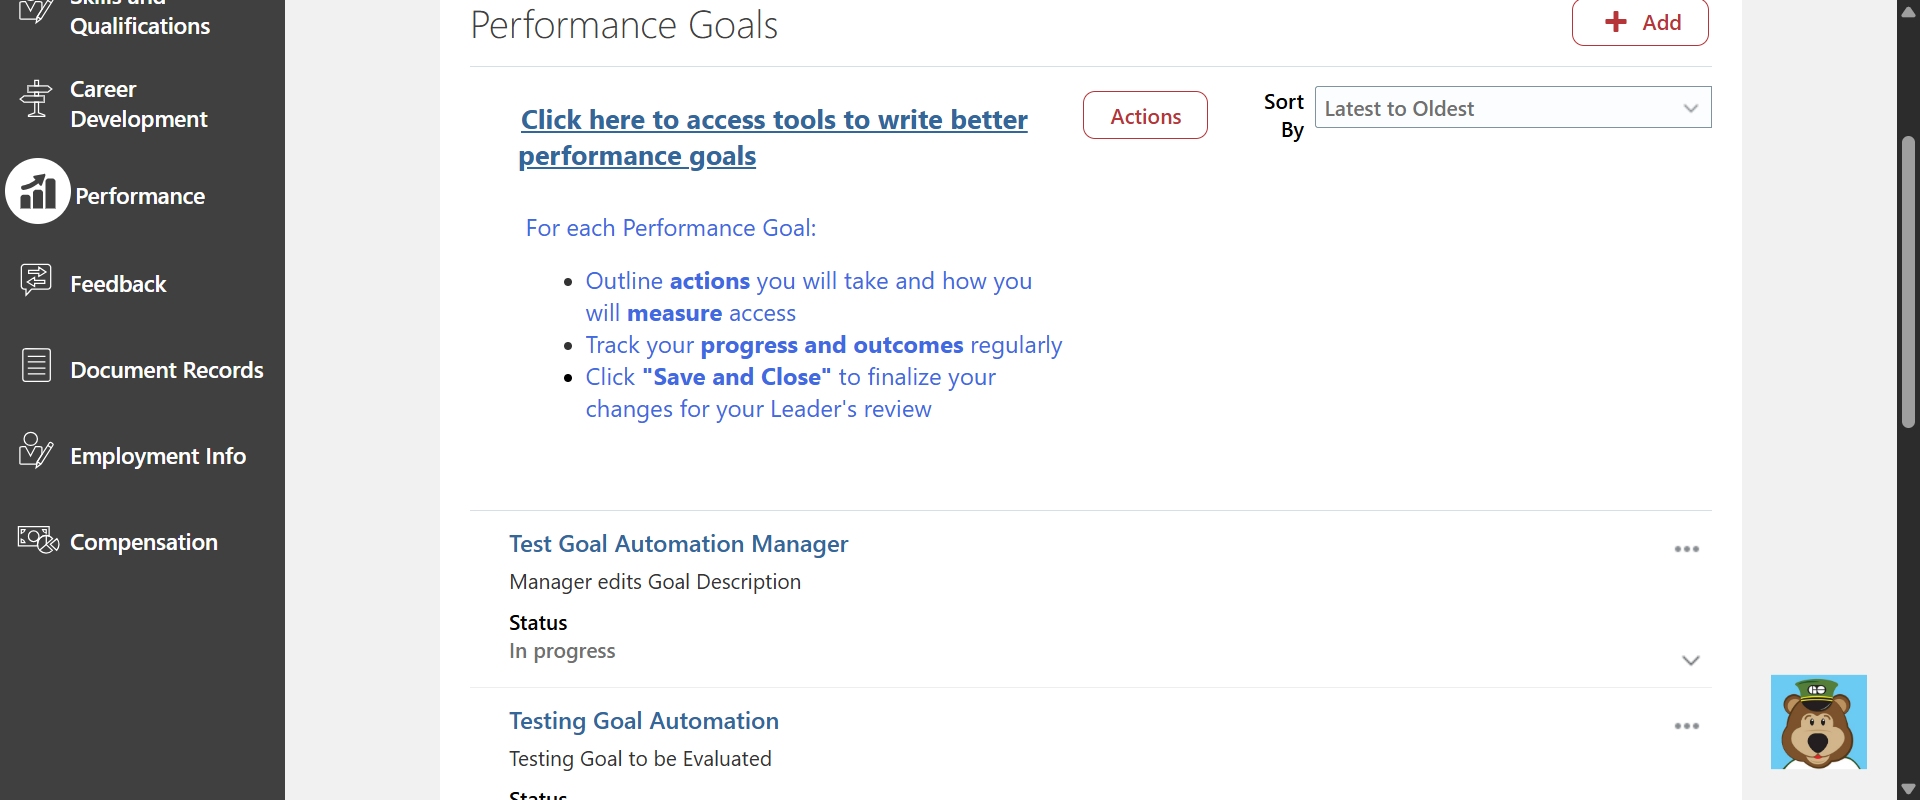 Skills and
Qualifications
Career
Development
Performance
Feedback
Document Records
Employment Info
Compensation
Performance Goals
Add
Click here to access tools to write better
performance goals
Actions
Sort
By
Latest to Oldest
For each Performance Goal:
Outline actions you will take and how you
will measure access
Track your progress and outcomes regularly
Click "Save and Close" to finalize your
changes for your Leader's review
Test Goal Automation Manager
Manager edits Goal Description
Status
In progress
Testing Goal Automation
Testing Goal to be Evaluated
Status
GO